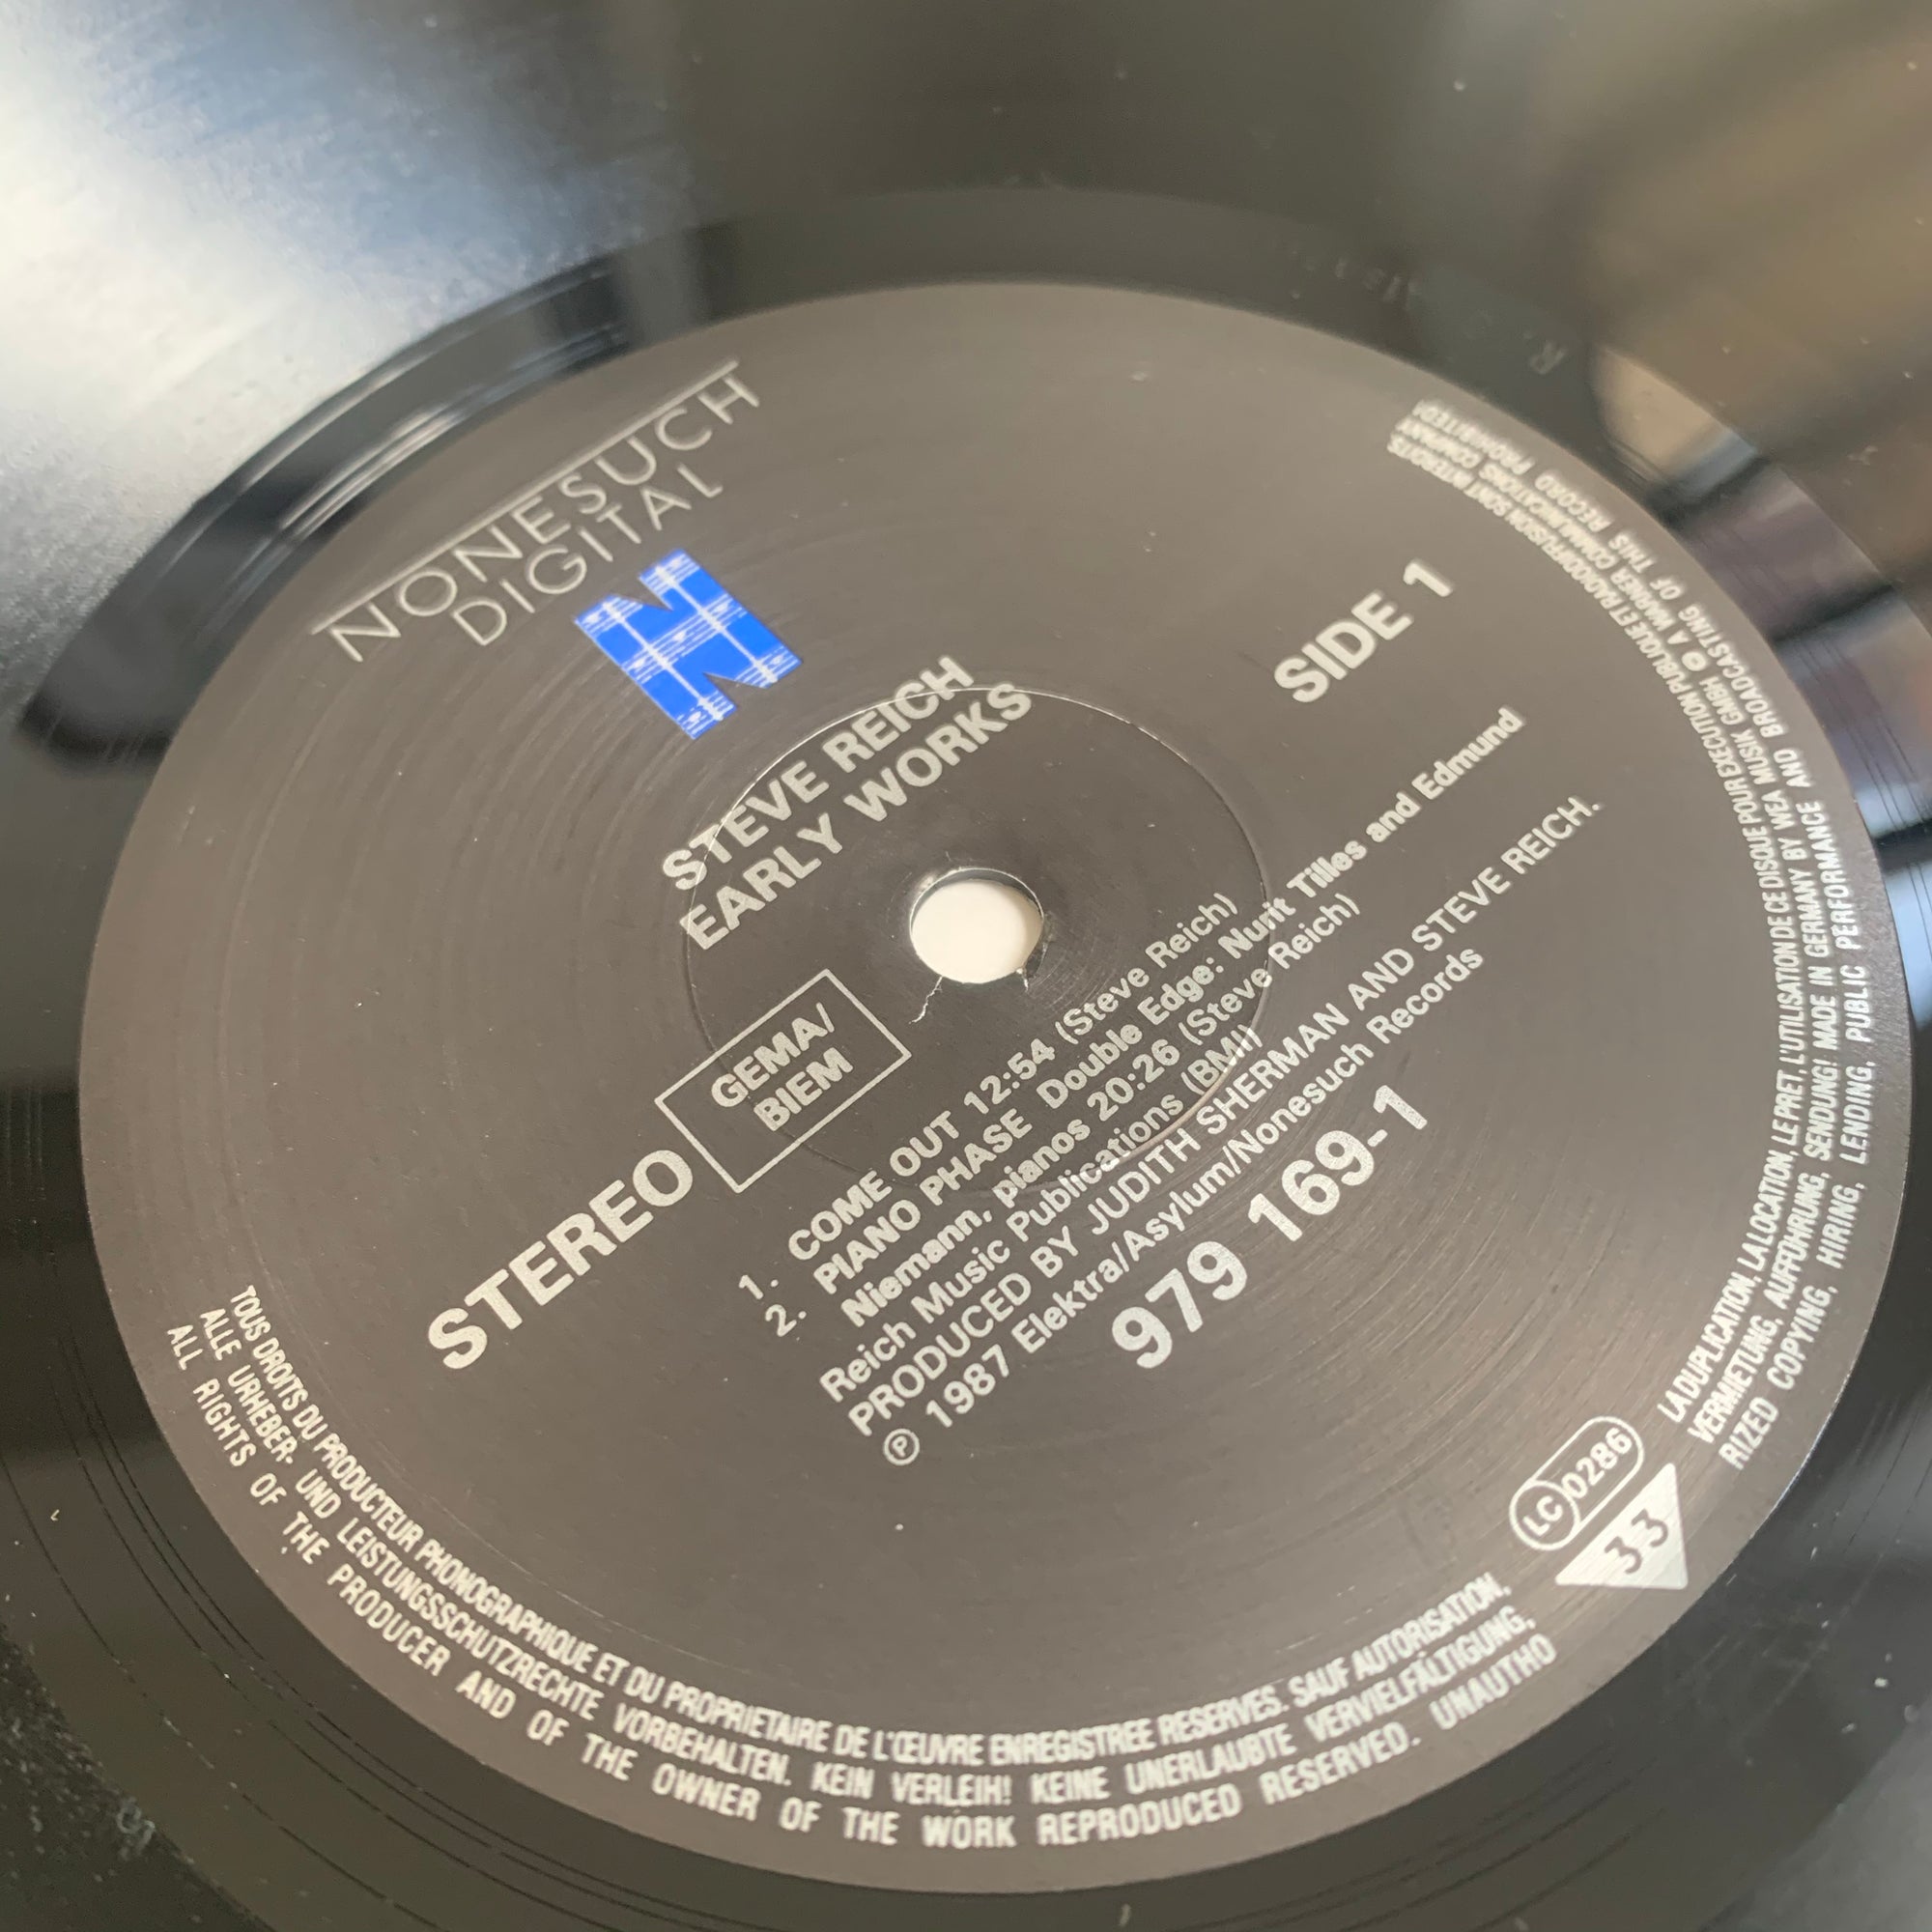 NONESUCH
DIGITAL
STEVE REICH
EARLY WORKS
SIDE 1
STEREO
GEMA/
BIEM
1. COME OUT 12:54 (Steve Reich)
2. PIANO PHASE Double Edge: Nurit Tilles and Edmund
Niemann, pianos 20:26 (Steve Reich)
Reich Music Publications (BMI)
PRODUCED BY JUDITH SHERMAN AND STEVE REICH.
℗ 1987 Elektra/Asylum/Nonesuch Records
979 169-1
LC 0286
33
TOUS DROITS DU PRODUCTEUR PHONOGRAPHIQUE ET DU PROPRIETAIRE DE L'ŒUVRE ENREGISTREE RESERVES. SAUF AUTORISATION, LA DUPLICATION, LA LOCATION, LE PRET, L'UTILISATION DE CE DISQUE POUR EXECUTION PUBLIQUE ET RADIODIFFUSION SONT INTERDITS.
ALLE URHEBER- UND LEISTUNGSSCHUTZRECHTE VORBEHALTEN. KEIN VERLEIH! KEINE UNERLAUBTE VERVIELFÄLTIGUNG, VERMIETUNG, AUFFÜHRUNG, SENDUNG! MADE IN GERMANY BY WEA MUSIK GMBH A WARNER COMMUNICATIONS COMPANY
ALL RIGHTS OF THE PRODUCER AND OF THE OWNER OF THE WORK REPRODUCED RESERVED. UNAUTHORIZED COPYING, HIRING, LENDING, PUBLIC PERFORMANCE AND BROADCASTING OF THIS RECORD PROHIBITED!